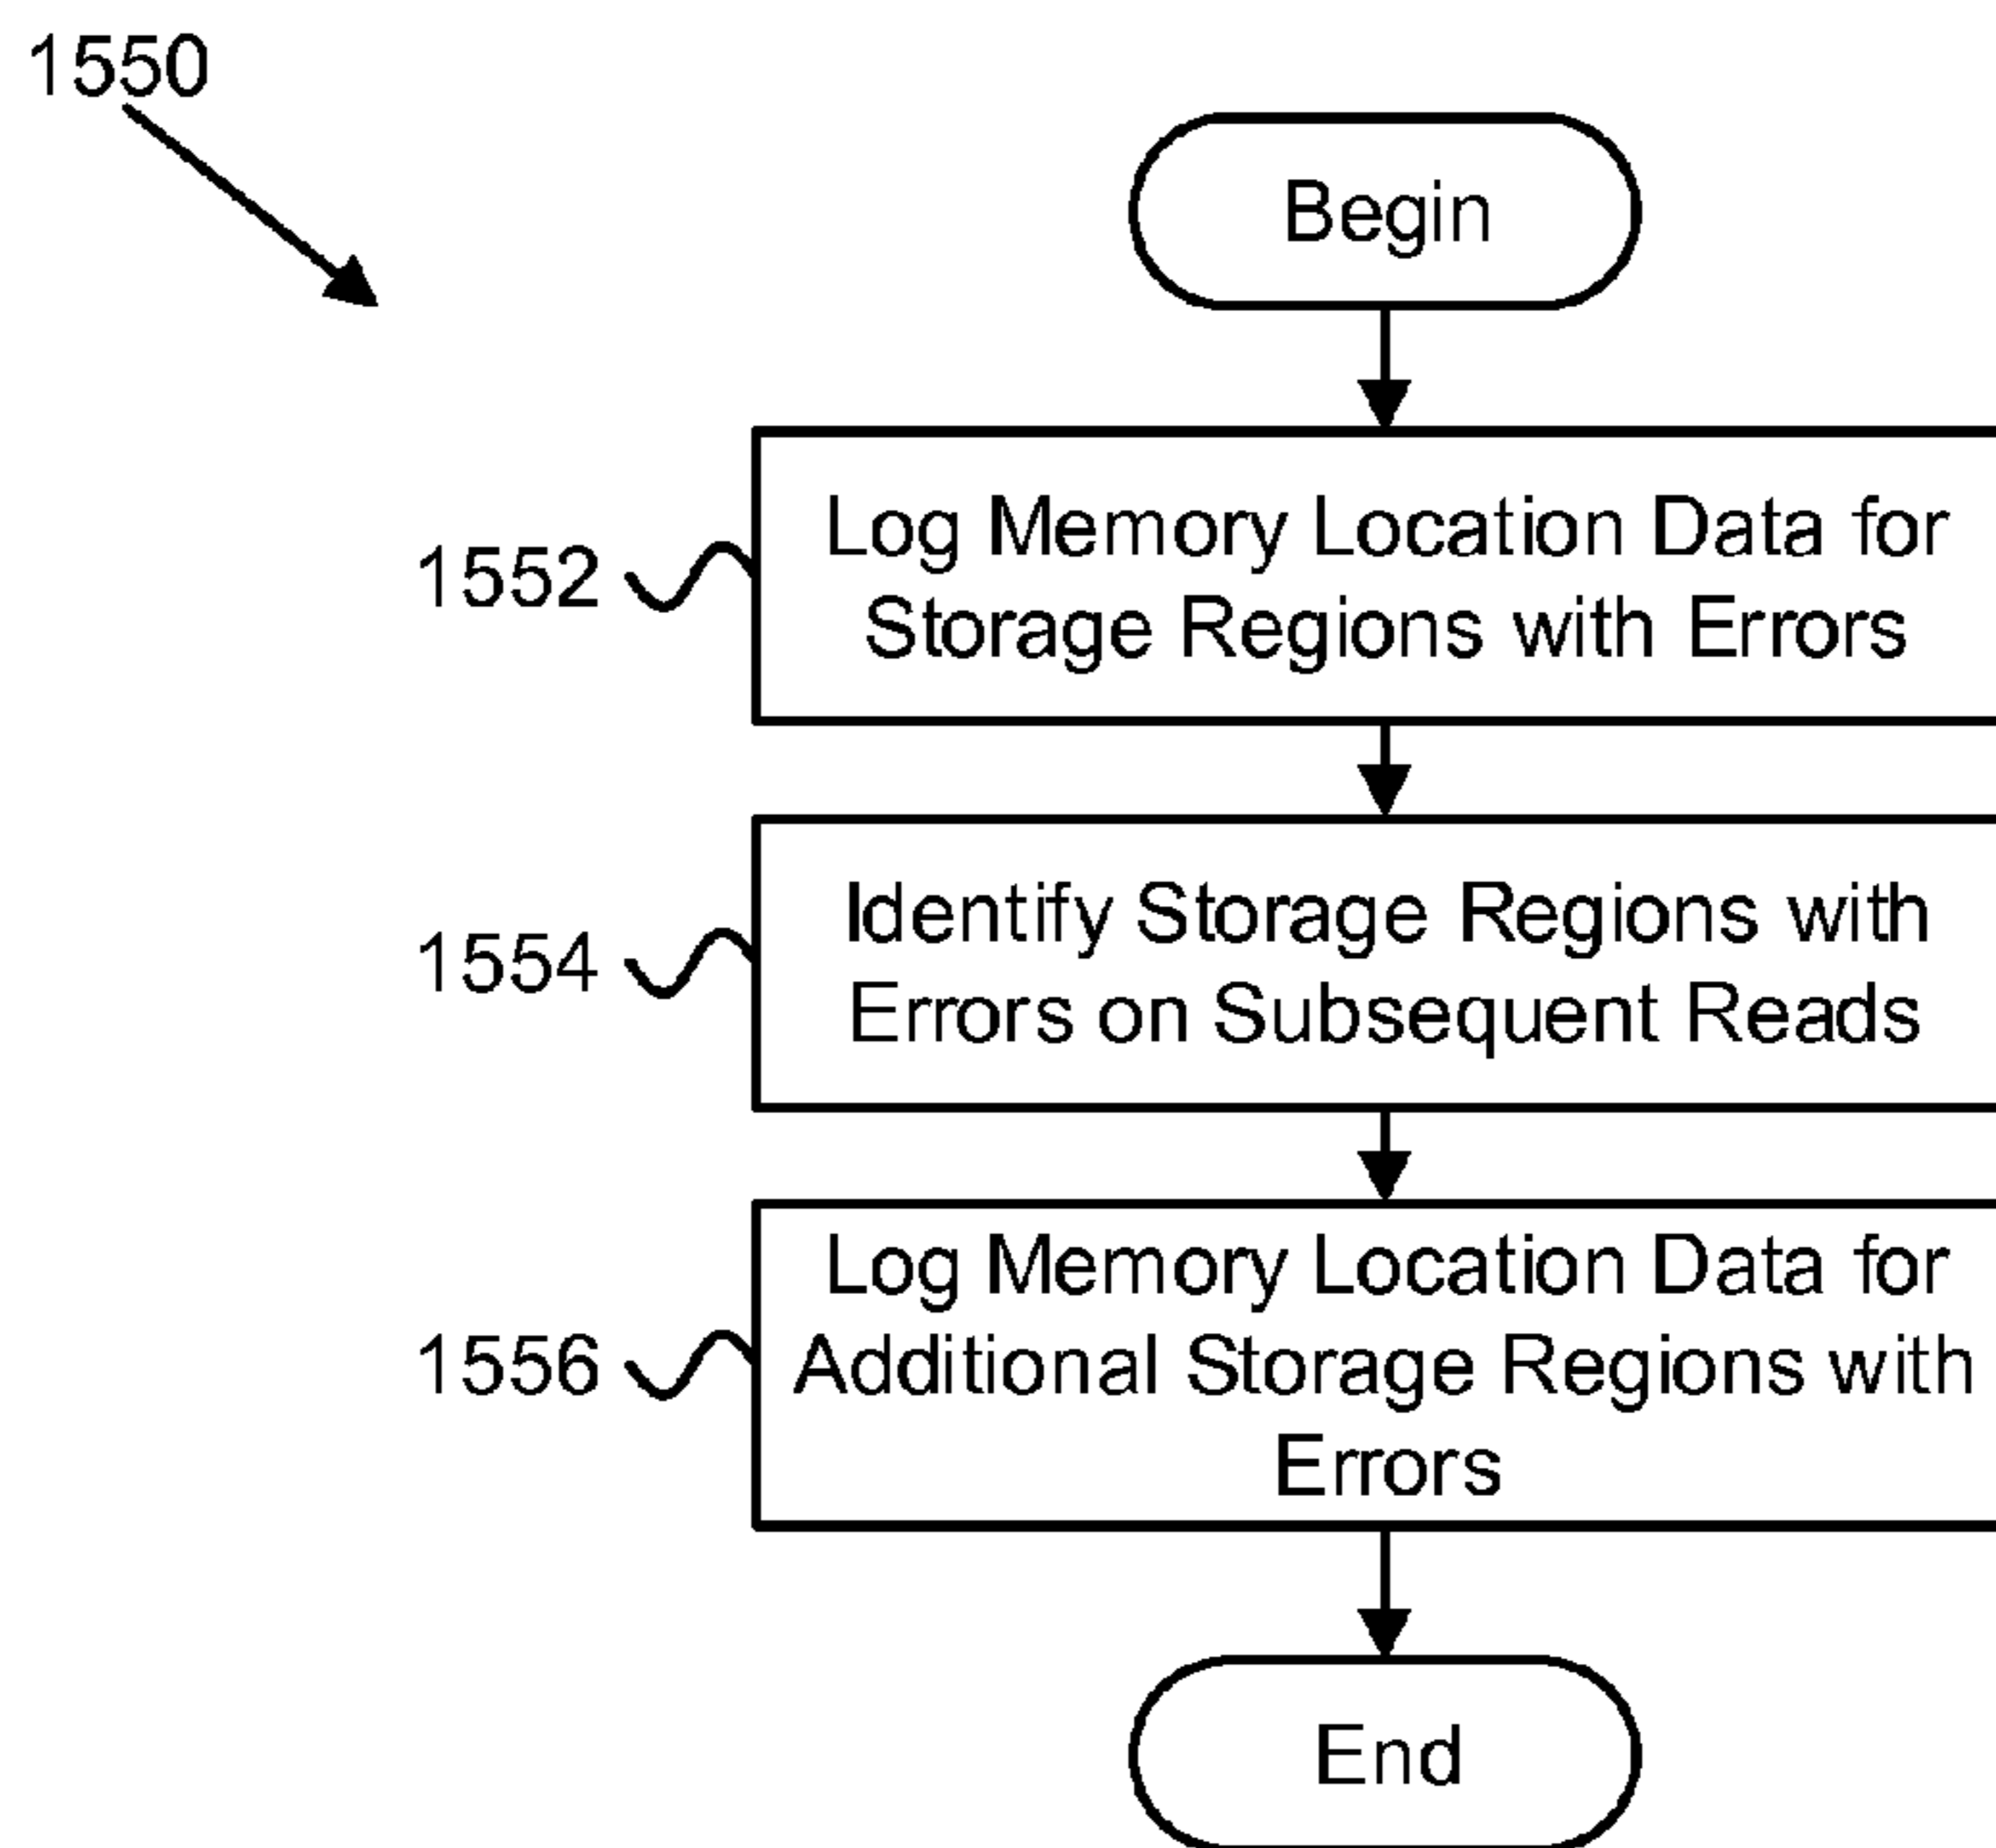 1550
Begin
1552
Log Memory Location Data for
Storage Regions with Errors
1554
Identify Storage Regions with
Errors on Subsequent Reads
1556
Log Memory Location Data for
Additional Storage Regions with
Errors
End